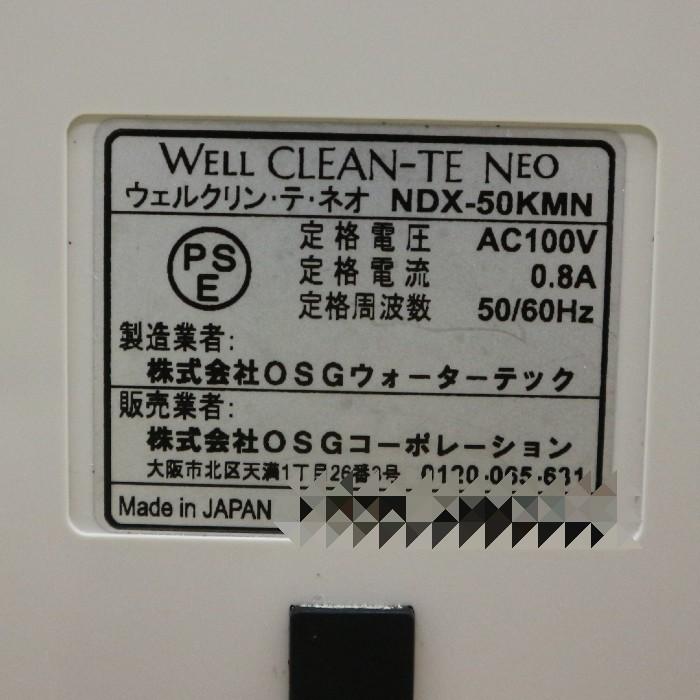 WELL CLEAN-TE NEO
ウェルクリン・テ・ネオ NDX-50KMN
PS
E
定格電圧 AC100V
定格電流 0.8A
定格周波数 50/60Hz
製造業者:
株式会社OSGウォーターテック
販売業者:
株式会社OSGコーポレーション
大阪市北区天満1丁目26番3号 0120-065-631
Made in JAPAN